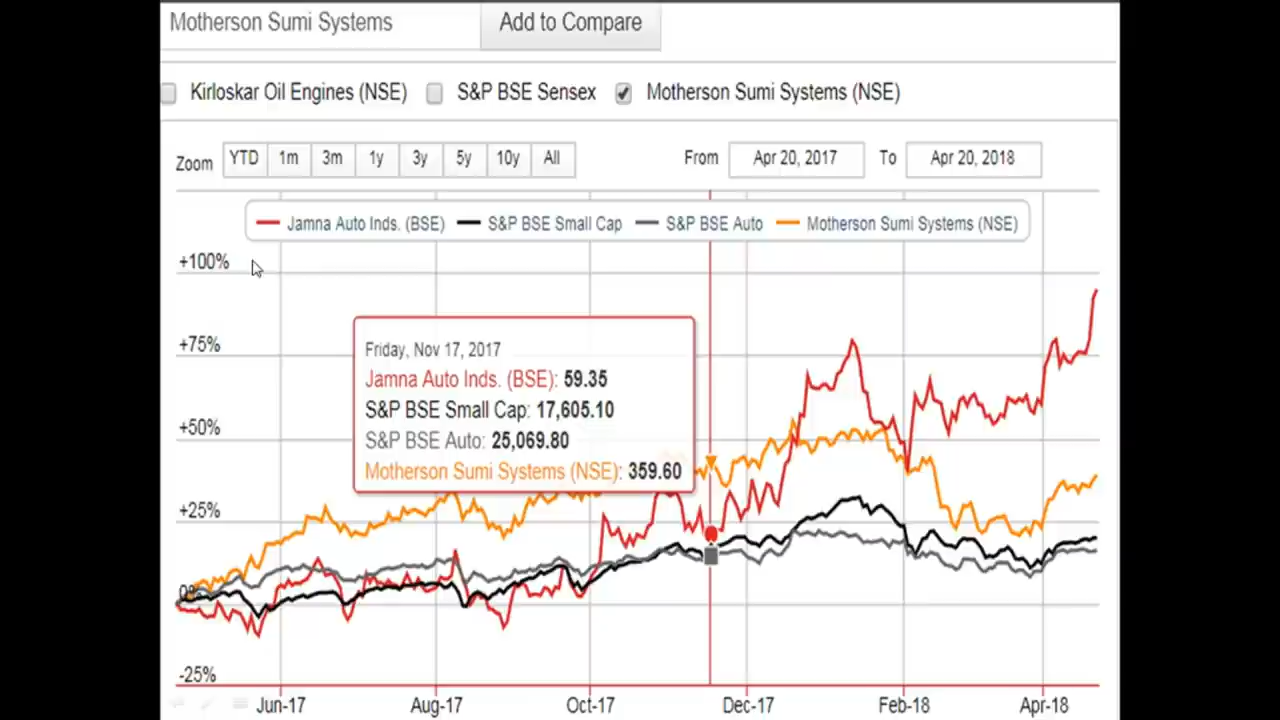 Motherson Sumi Systems Add to Compare
Kirloskar Oil Engines (NSE) S&P BSE Sensex Motherson Sumi Systems (NSE)
Zoom YTD 1m 3m 1y 3y 5y 10y All From Apr 20, 2017 To Apr 20, 2018
Jamna Auto Inds. (BSE) S&P BSE Small Cap S&P BSE Auto Motherson Sumi Systems (NSE)
+100%
+75%
Friday, Nov 17, 2017
Jamna Auto Inds. (BSE): 59.35
S&P BSE Small Cap: 17,605.10
+50%
S&P BSE Auto: 25,069.80
Motherson Sumi Systems (NSE): 359.60
+25%
0%
-25%
Jun-17 Aug-17 Oct-17 Dec-17 Feb-18 Apr-18